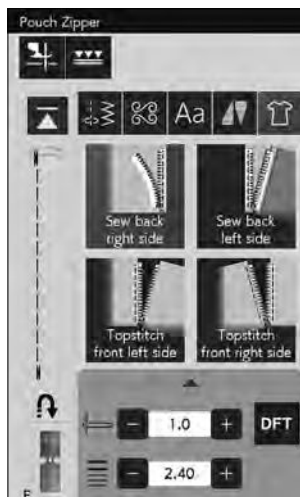 Pouch Zipper
Aa
Sew back
right side
Sew back
left side
Topstitch
front left side
Topstitch
front right side
1.0
DFT
2.40
F